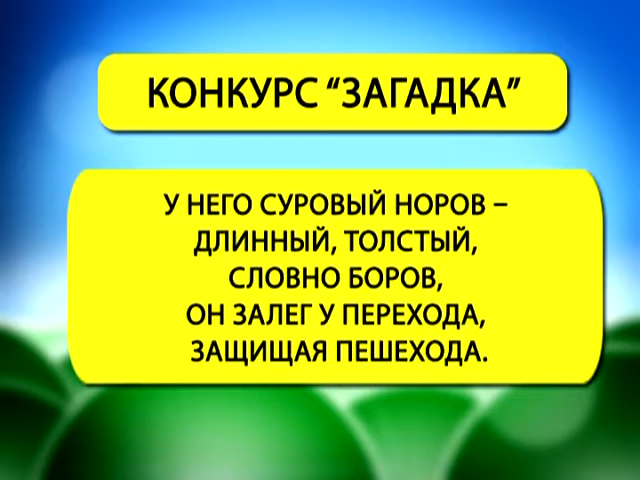 КОНКУРС “ЗАГАДКА”
У НЕГО СУРОВЫЙ НОРОВ –
ДЛИННЫЙ, ТОЛСТЫЙ,
СЛОВНО БОРОВ,
ОН ЗАЛЕГ У ПЕРЕХОДА,
ЗАЩИЩАЯ ПЕШЕХОДА.